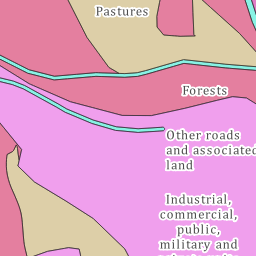 Pastures
Forests
Other roads
and associated
land
Industrial,
commercial,
public,
military and